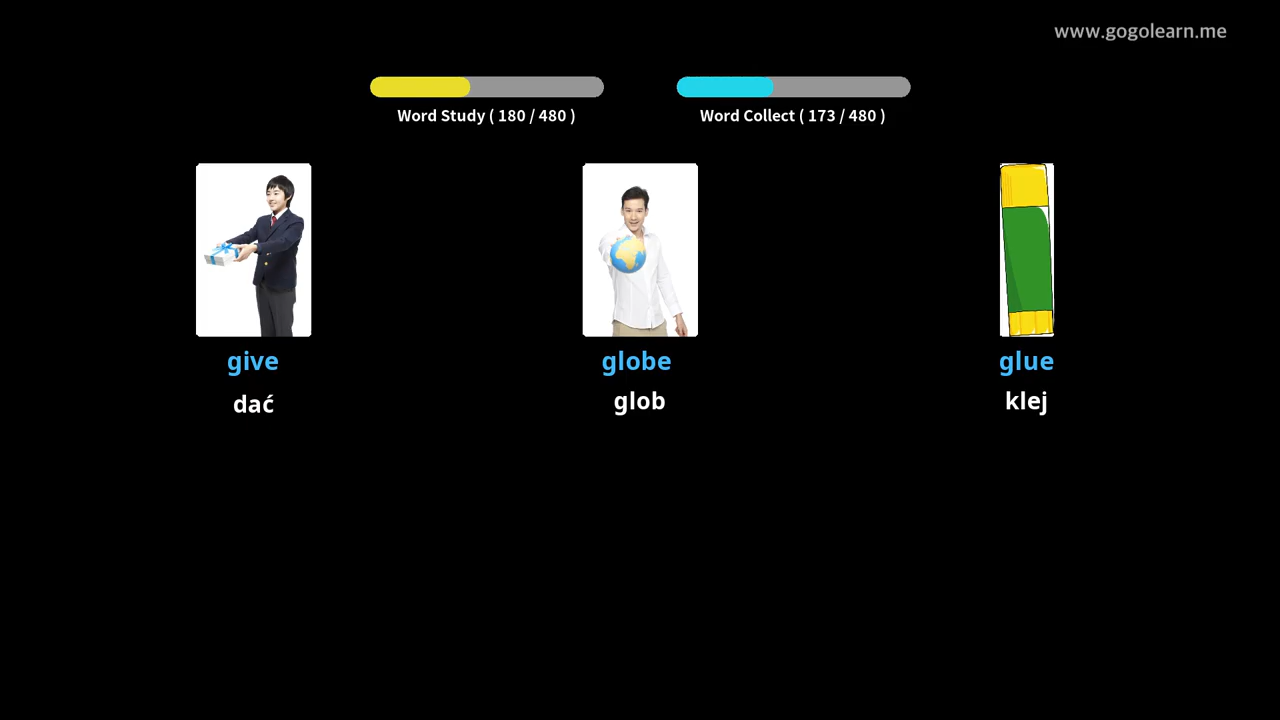 www.gogolearn.me
Word Study ( 180 / 480 )
Word Collect ( 173 / 480 )
give
globe
glue
dać
glob
klej